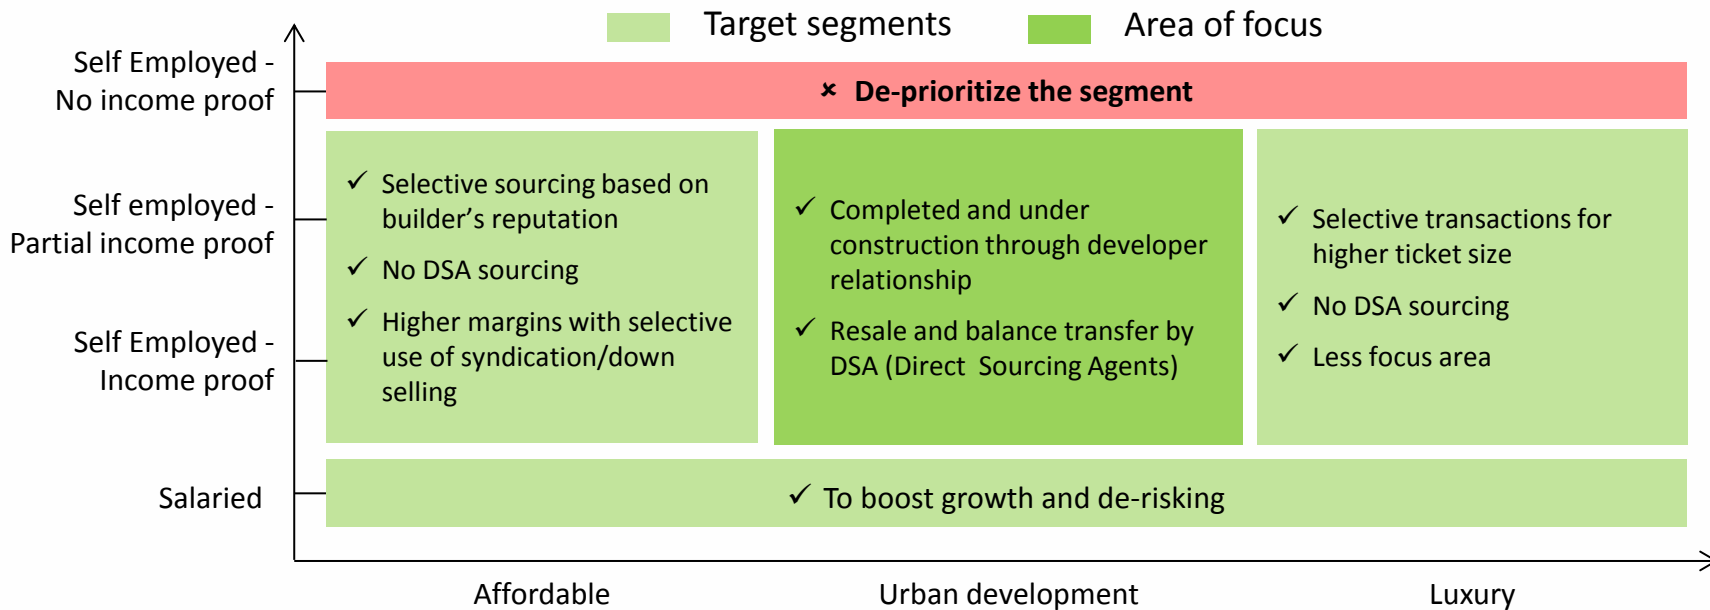 Target segments
Area of focus
Self Employed -
No income proof
✘ De-prioritize the segment
Self employed -
Partial income proof
Self Employed -
Income proof
✓ Selective sourcing based on
builder’s reputation
✓ No DSA sourcing
✓ Higher margins with selective
use of syndication/down
selling
✓ Completed and under
construction through developer
relationship
✓ Resale and balance transfer by
DSA (Direct  Sourcing Agents)
✓ Selective transactions for
higher ticket size
✓ No DSA sourcing
✓ Less focus area
Salaried
✓ To boost growth and de-risking
Affordable
Urban development
Luxury